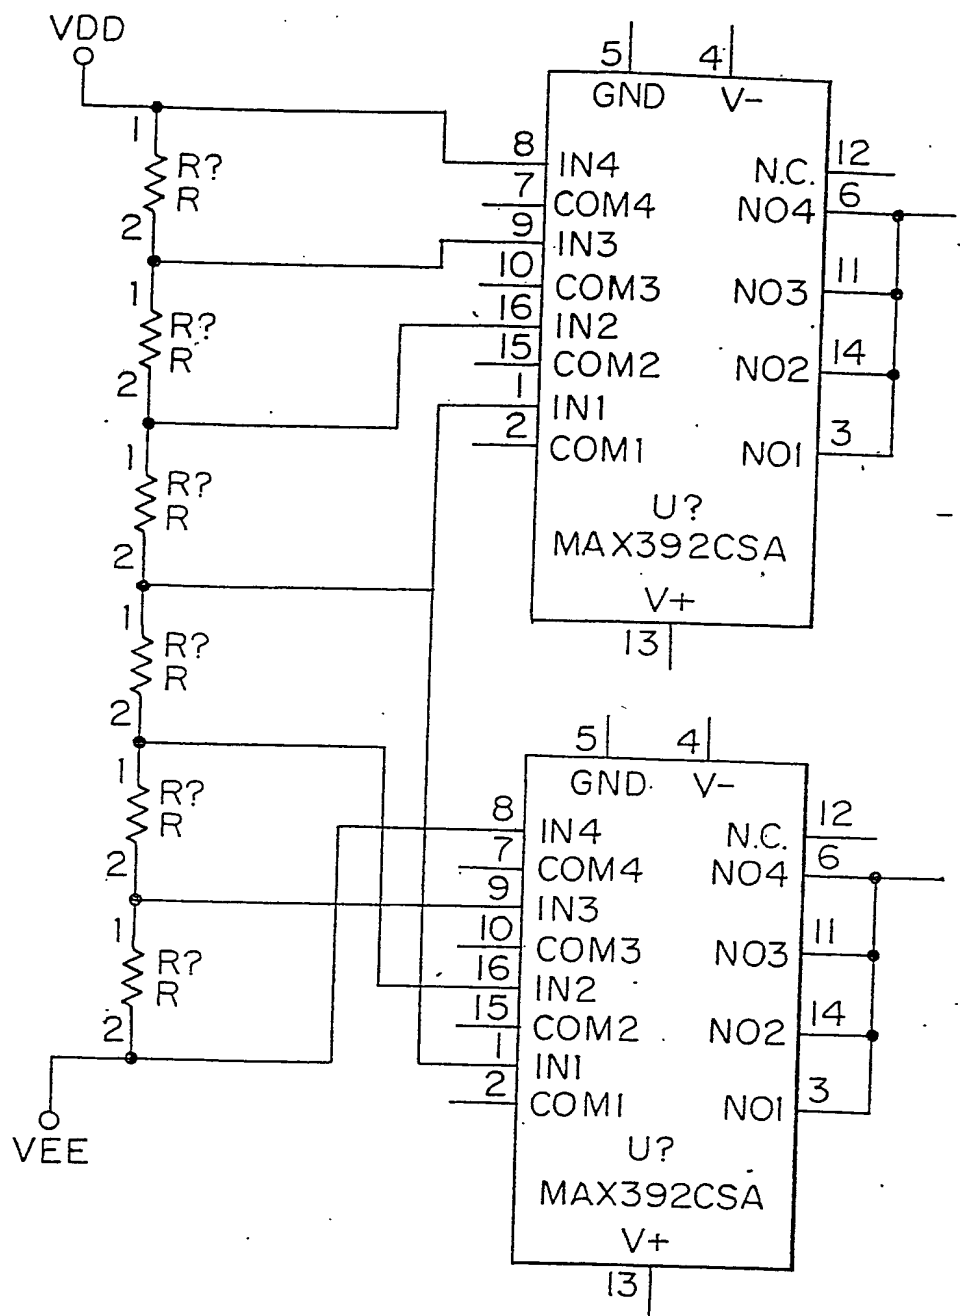 VDD
5 4
GND V-
1
R?
R
2
8 IN4
7 COM4
9 IN3
10 COM3
16 IN2
15 COM2
1 IN1
2 COM1
N.C. 12
NO4 6
NO3 11
NO2 14
NO1 3
U?
MAX392CSA
V+
13
1
R?
R
2
1
R?
R
2
1
R?
R
2
5 4
GND V-
1
R?
R
2
8 IN4
7 COM4
9 IN3
10 COM3
16 IN2
15 COM2
1 IN1
2 COM1
N.C. 12
NO4 6
NO3 11
NO2 14
NO1 3
1
R?
R
2
VEE
U?
MAX392CSA
V+
13